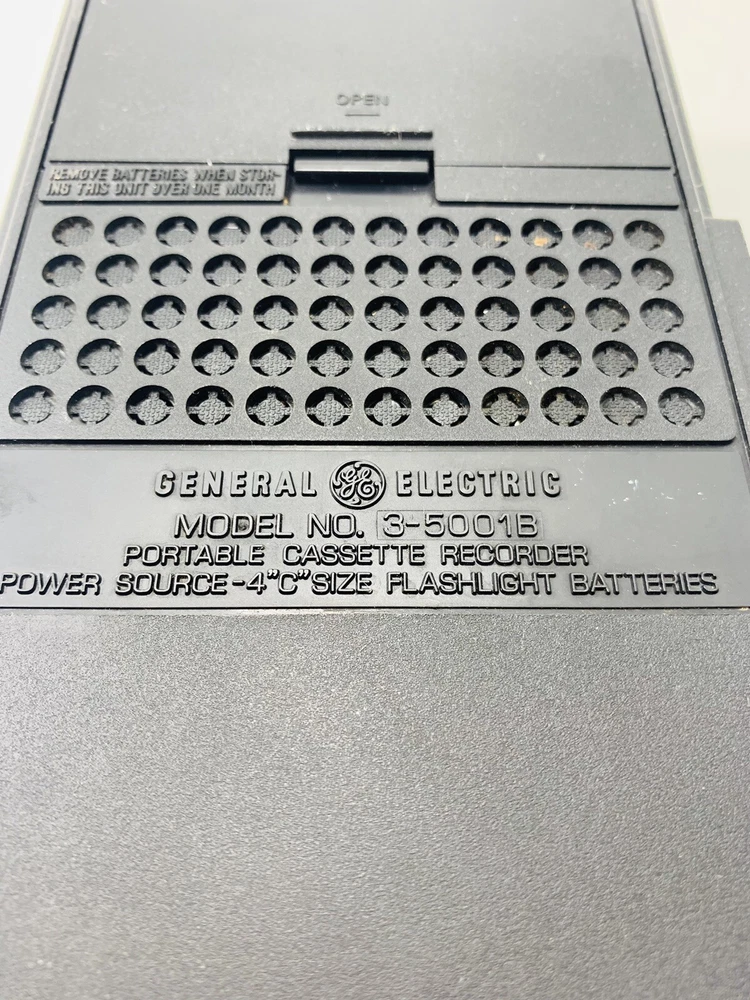 OPEN
REMOVE BATTERIES WHEN STOR-
ING THIS UNIT OVER ONE MONTH
GENERAL GE ELECTRIC
MODEL NO. 3-5001B
PORTABLE CASSETTE RECORDER
POWER SOURCE-4"C"SIZE FLASHLIGHT BATTERIES